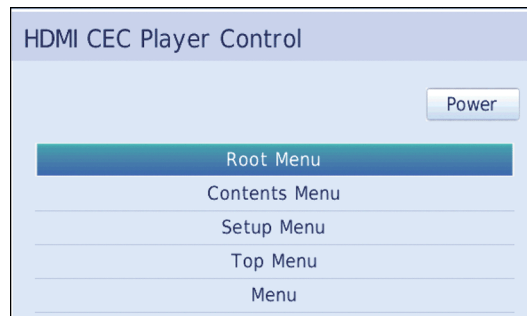 HDMI CEC Player Control
Power
Root Menu
Contents Menu
Setup Menu
Top Menu
Menu